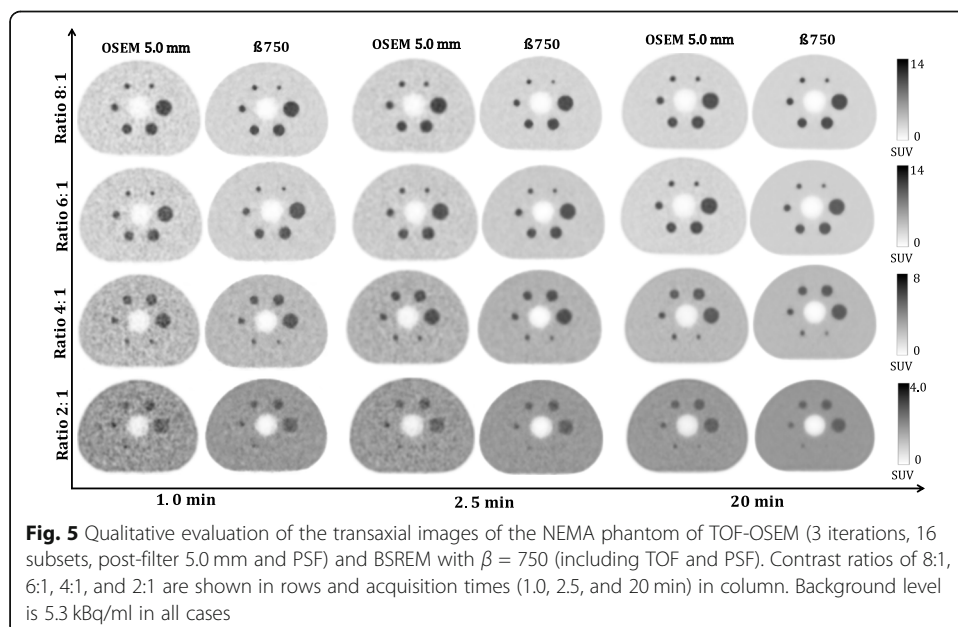 OSEM 5.0 mm ß750 OSEM 5.0 mm ß750 OSEM 5.0 mm ß750
Ratio 8: 1
14
0
SUV
Ratio 6: 1
14
0
SUV
Ratio 4: 1
8
0
SUV
Ratio 2: 1
4.0
0
SUV
1. 0 min 2. 5 min 20 min
Fig. 5 Qualitative evaluation of the transaxial images of the NEMA phantom of TOF-OSEM (3 iterations, 16
subsets, post-filter 5.0 mm and PSF) and BSREM with β = 750 (including TOF and PSF). Contrast ratios of 8:1,
6:1, 4:1, and 2:1 are shown in rows and acquisition times (1.0, 2.5, and 20 min) in column. Background level
is 5.3 kBq/ml in all cases